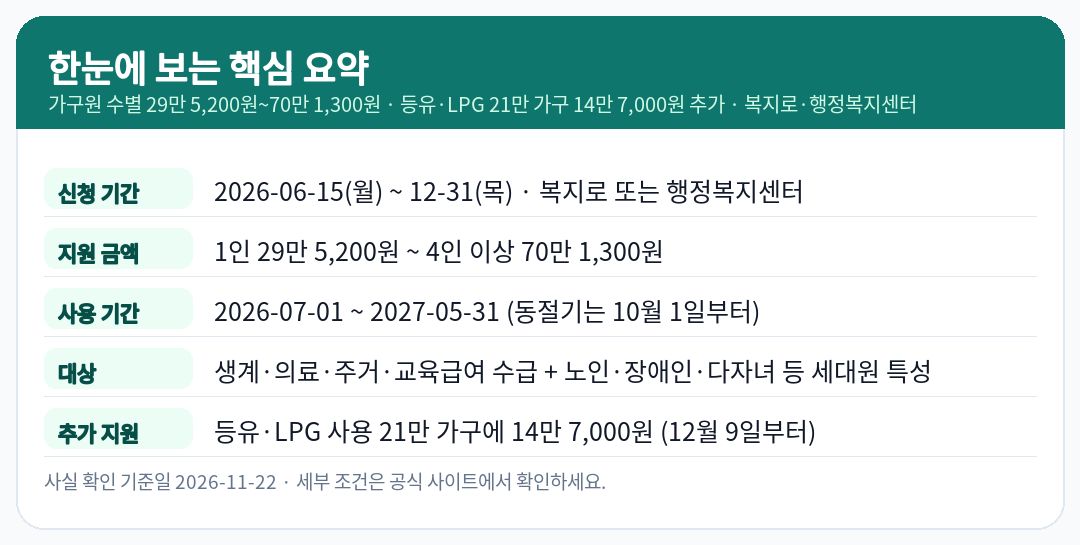 한눈에 보는 핵심 요약
가구원 수별 29만 5,200원~70만 1,300원 · 등유·LPG 21만 가구 14만 7,000원 추가 · 복지로·행정복지센터
신청 기간 2026-06-15(월) ~ 12-31(목) · 복지로 또는 행정복지센터
지원 금액 1인 29만 5,200원 ~ 4인 이상 70만 1,300원
사용 기간 2026-07-01 ~ 2027-05-31 (동절기는 10월 1일부터)
대상 생계·의료·주거·교육급여 수급 + 노인·장애인·다자녀 등 세대원 특성
추가 지원 등유·LPG 사용 21만 가구에 14만 7,000원 (12월 9일부터)
사실 확인 기준일 2026-11-22 · 세부 조건은 공식 사이트에서 확인하세요.